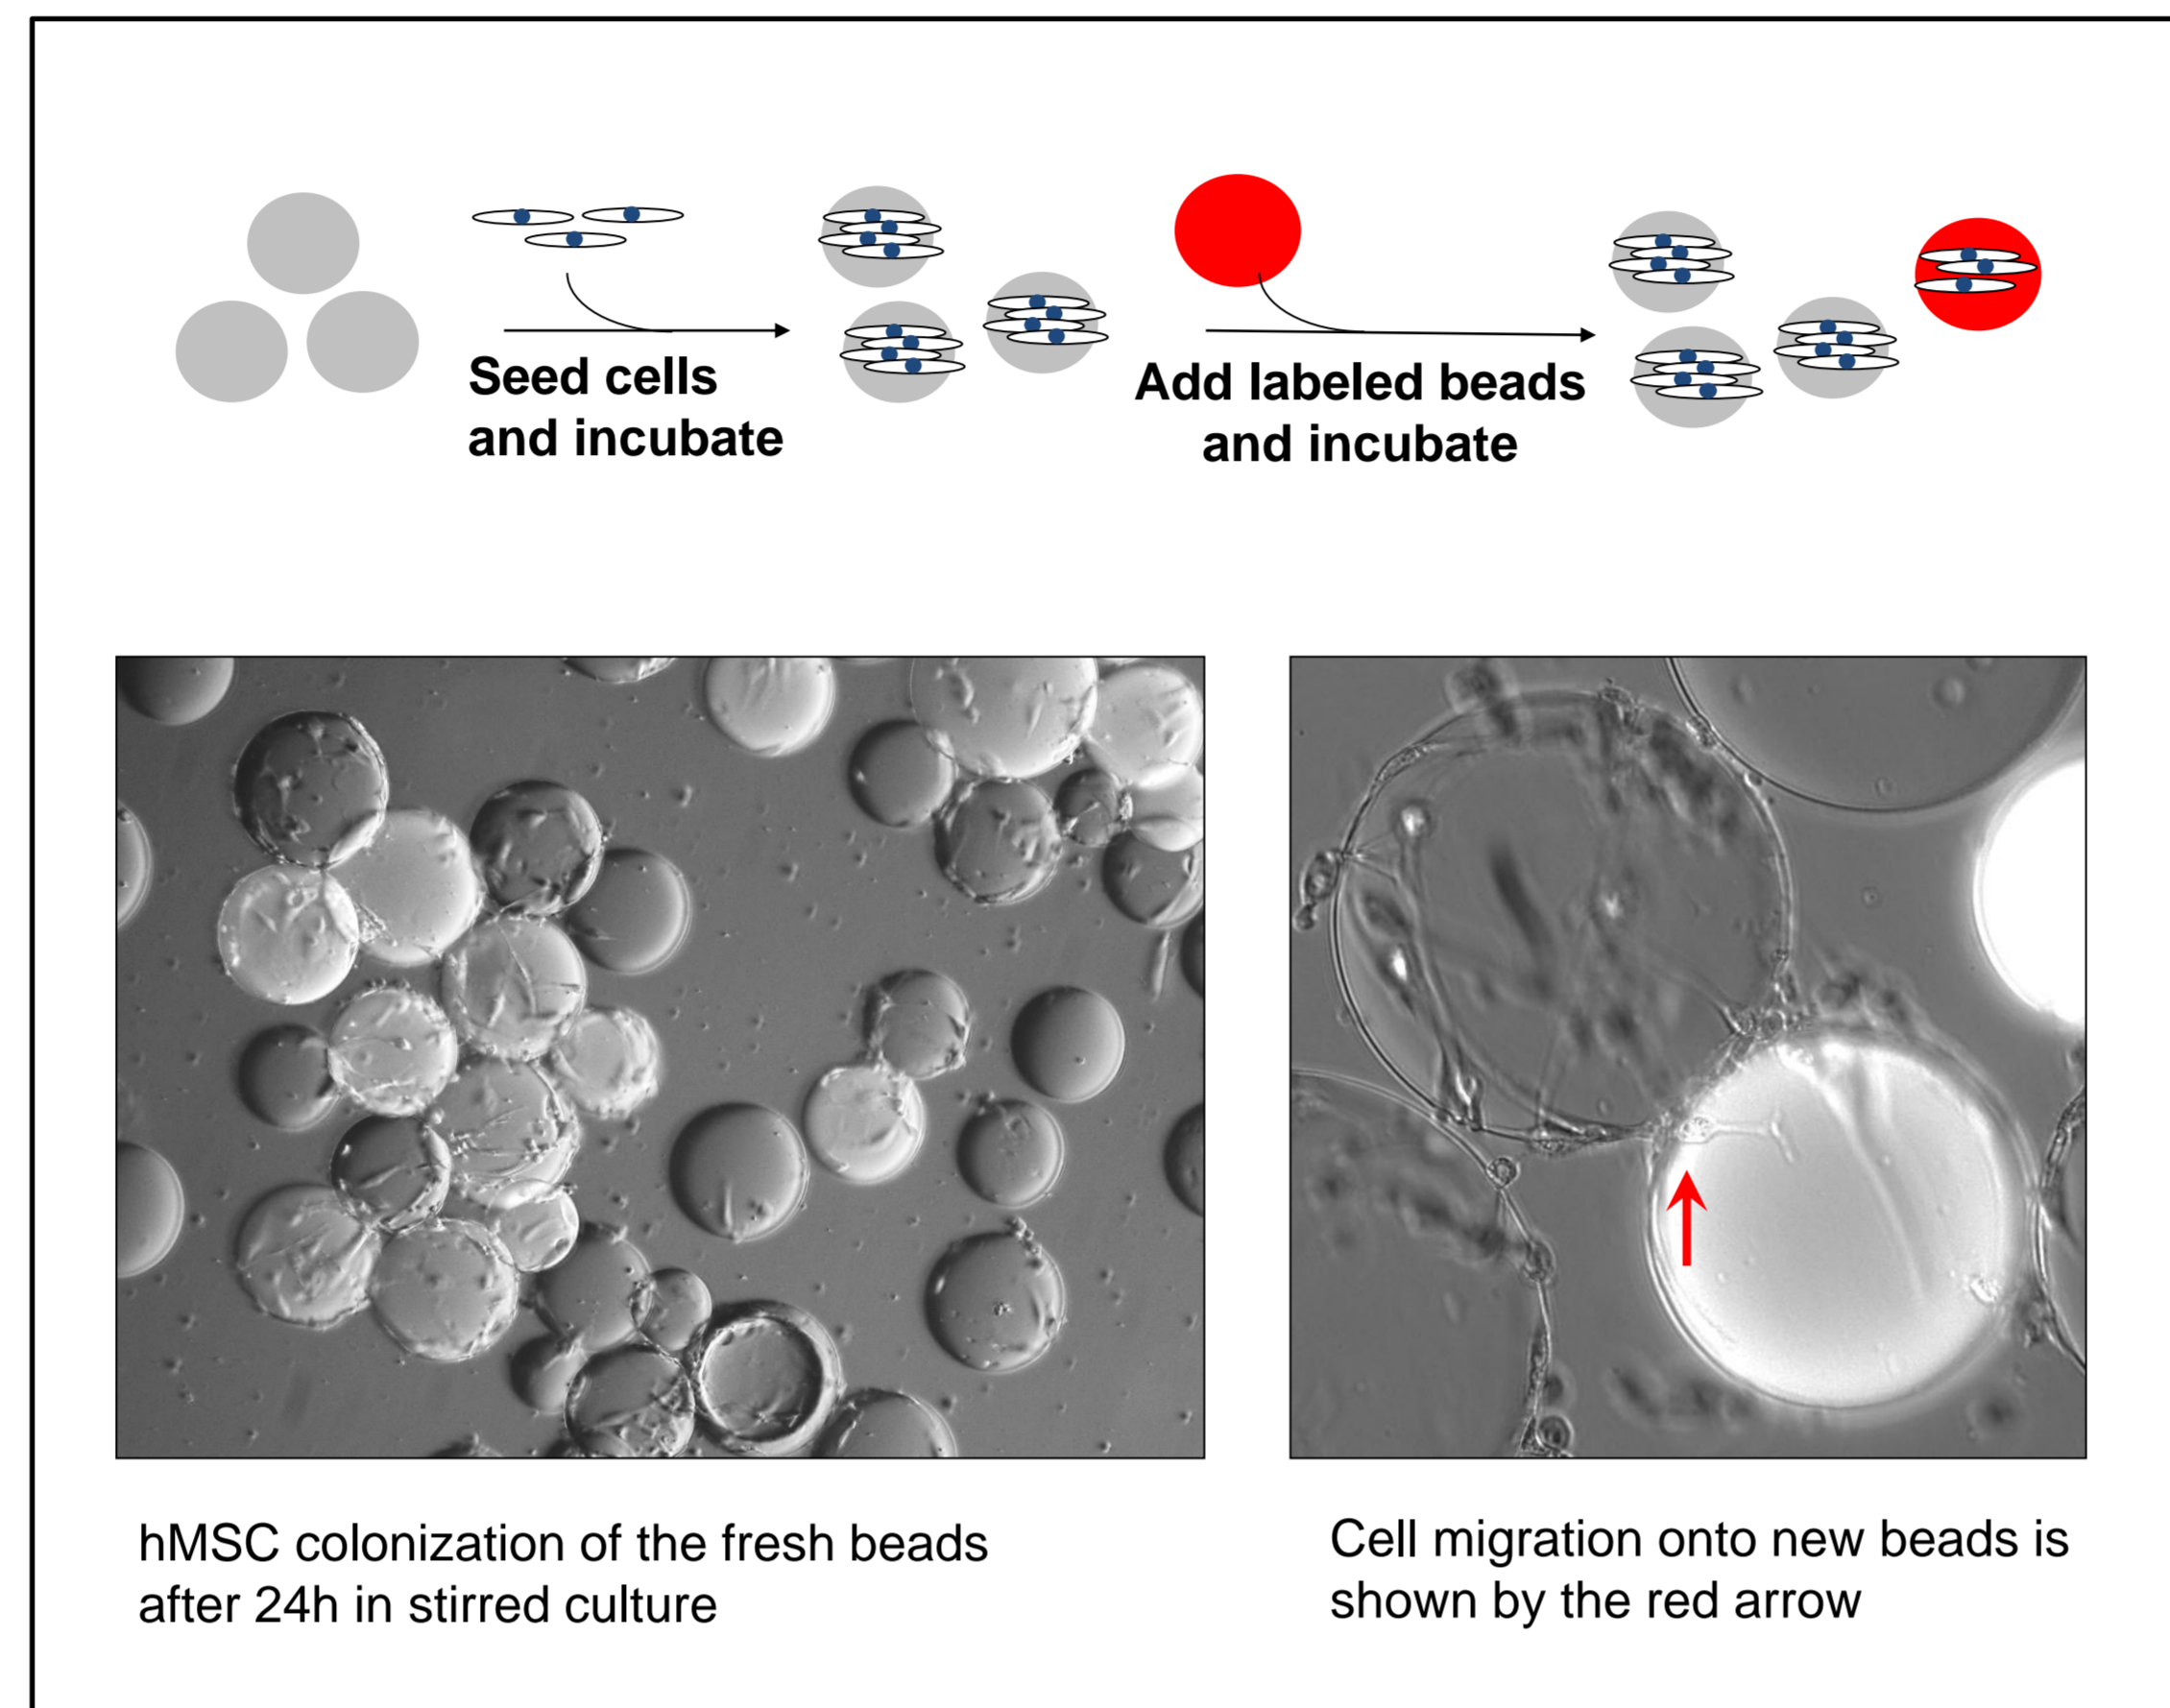 Seed cells
and incubate
Add labeled beads
and incubate
hMSC colonization of the fresh beads
after 24h in stirred culture
Cell migration onto new beads is
shown by the red arrow